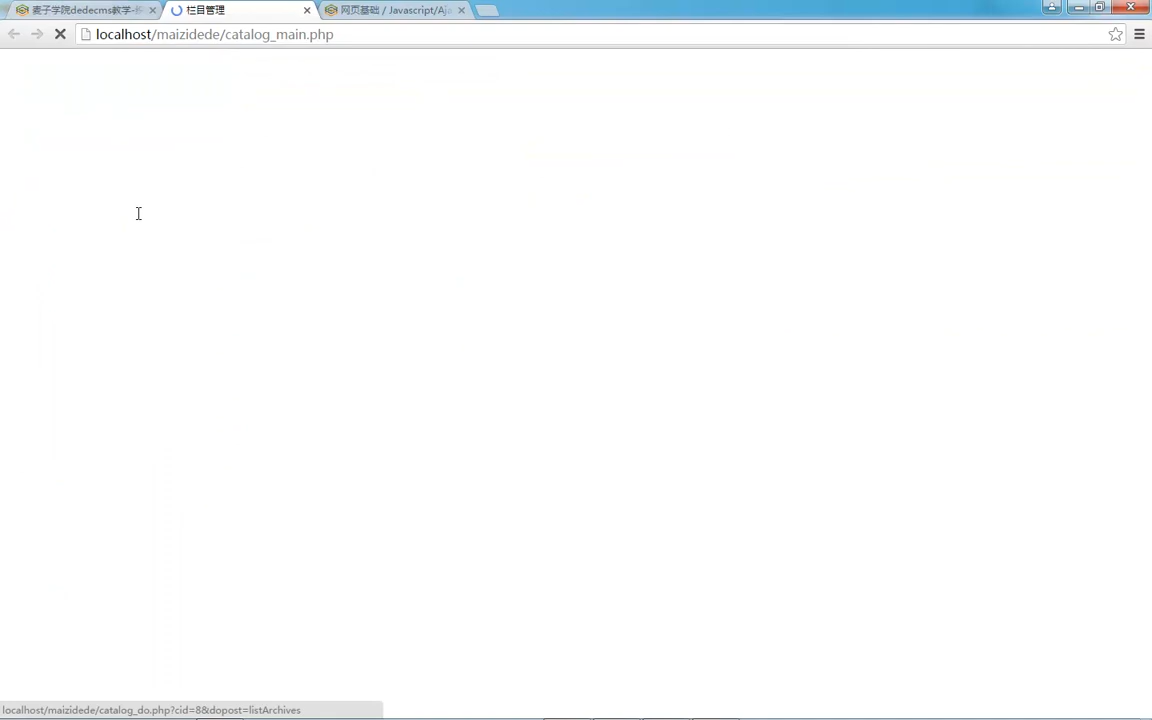 麦子学院dedecms教学-
栏目管理
网页基础 / Javascript/Aja
localhost/maizidede/catalog_main.php
localhost/maizidede/catalog_do.php?cid=8&dopost=listArchives